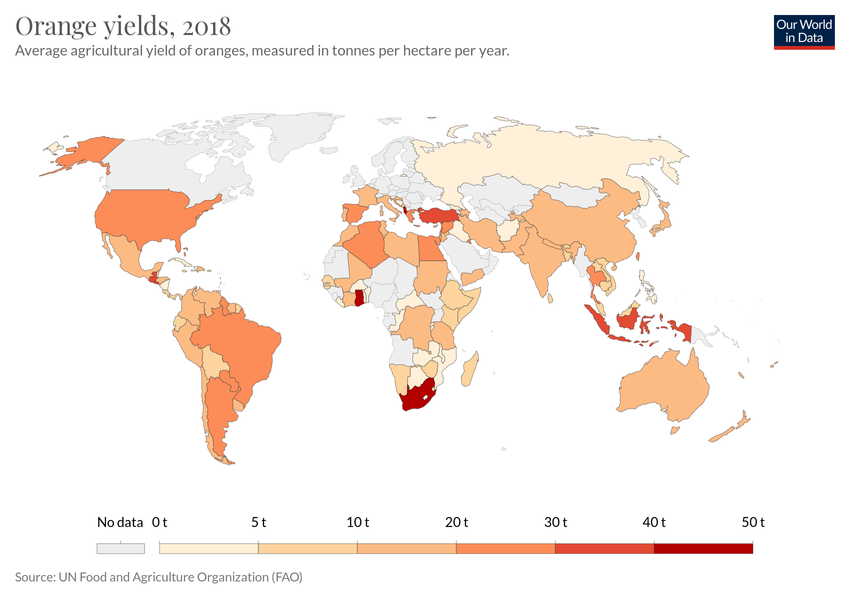 Orange yields, 2018
Average agricultural yield of oranges, measured in tonnes per hectare per year.
Our World
in Data
No data 0 t 5 t 10 t 20 t 30 t 40 t 50 t
Source: UN Food and Agriculture Organization (FAO)